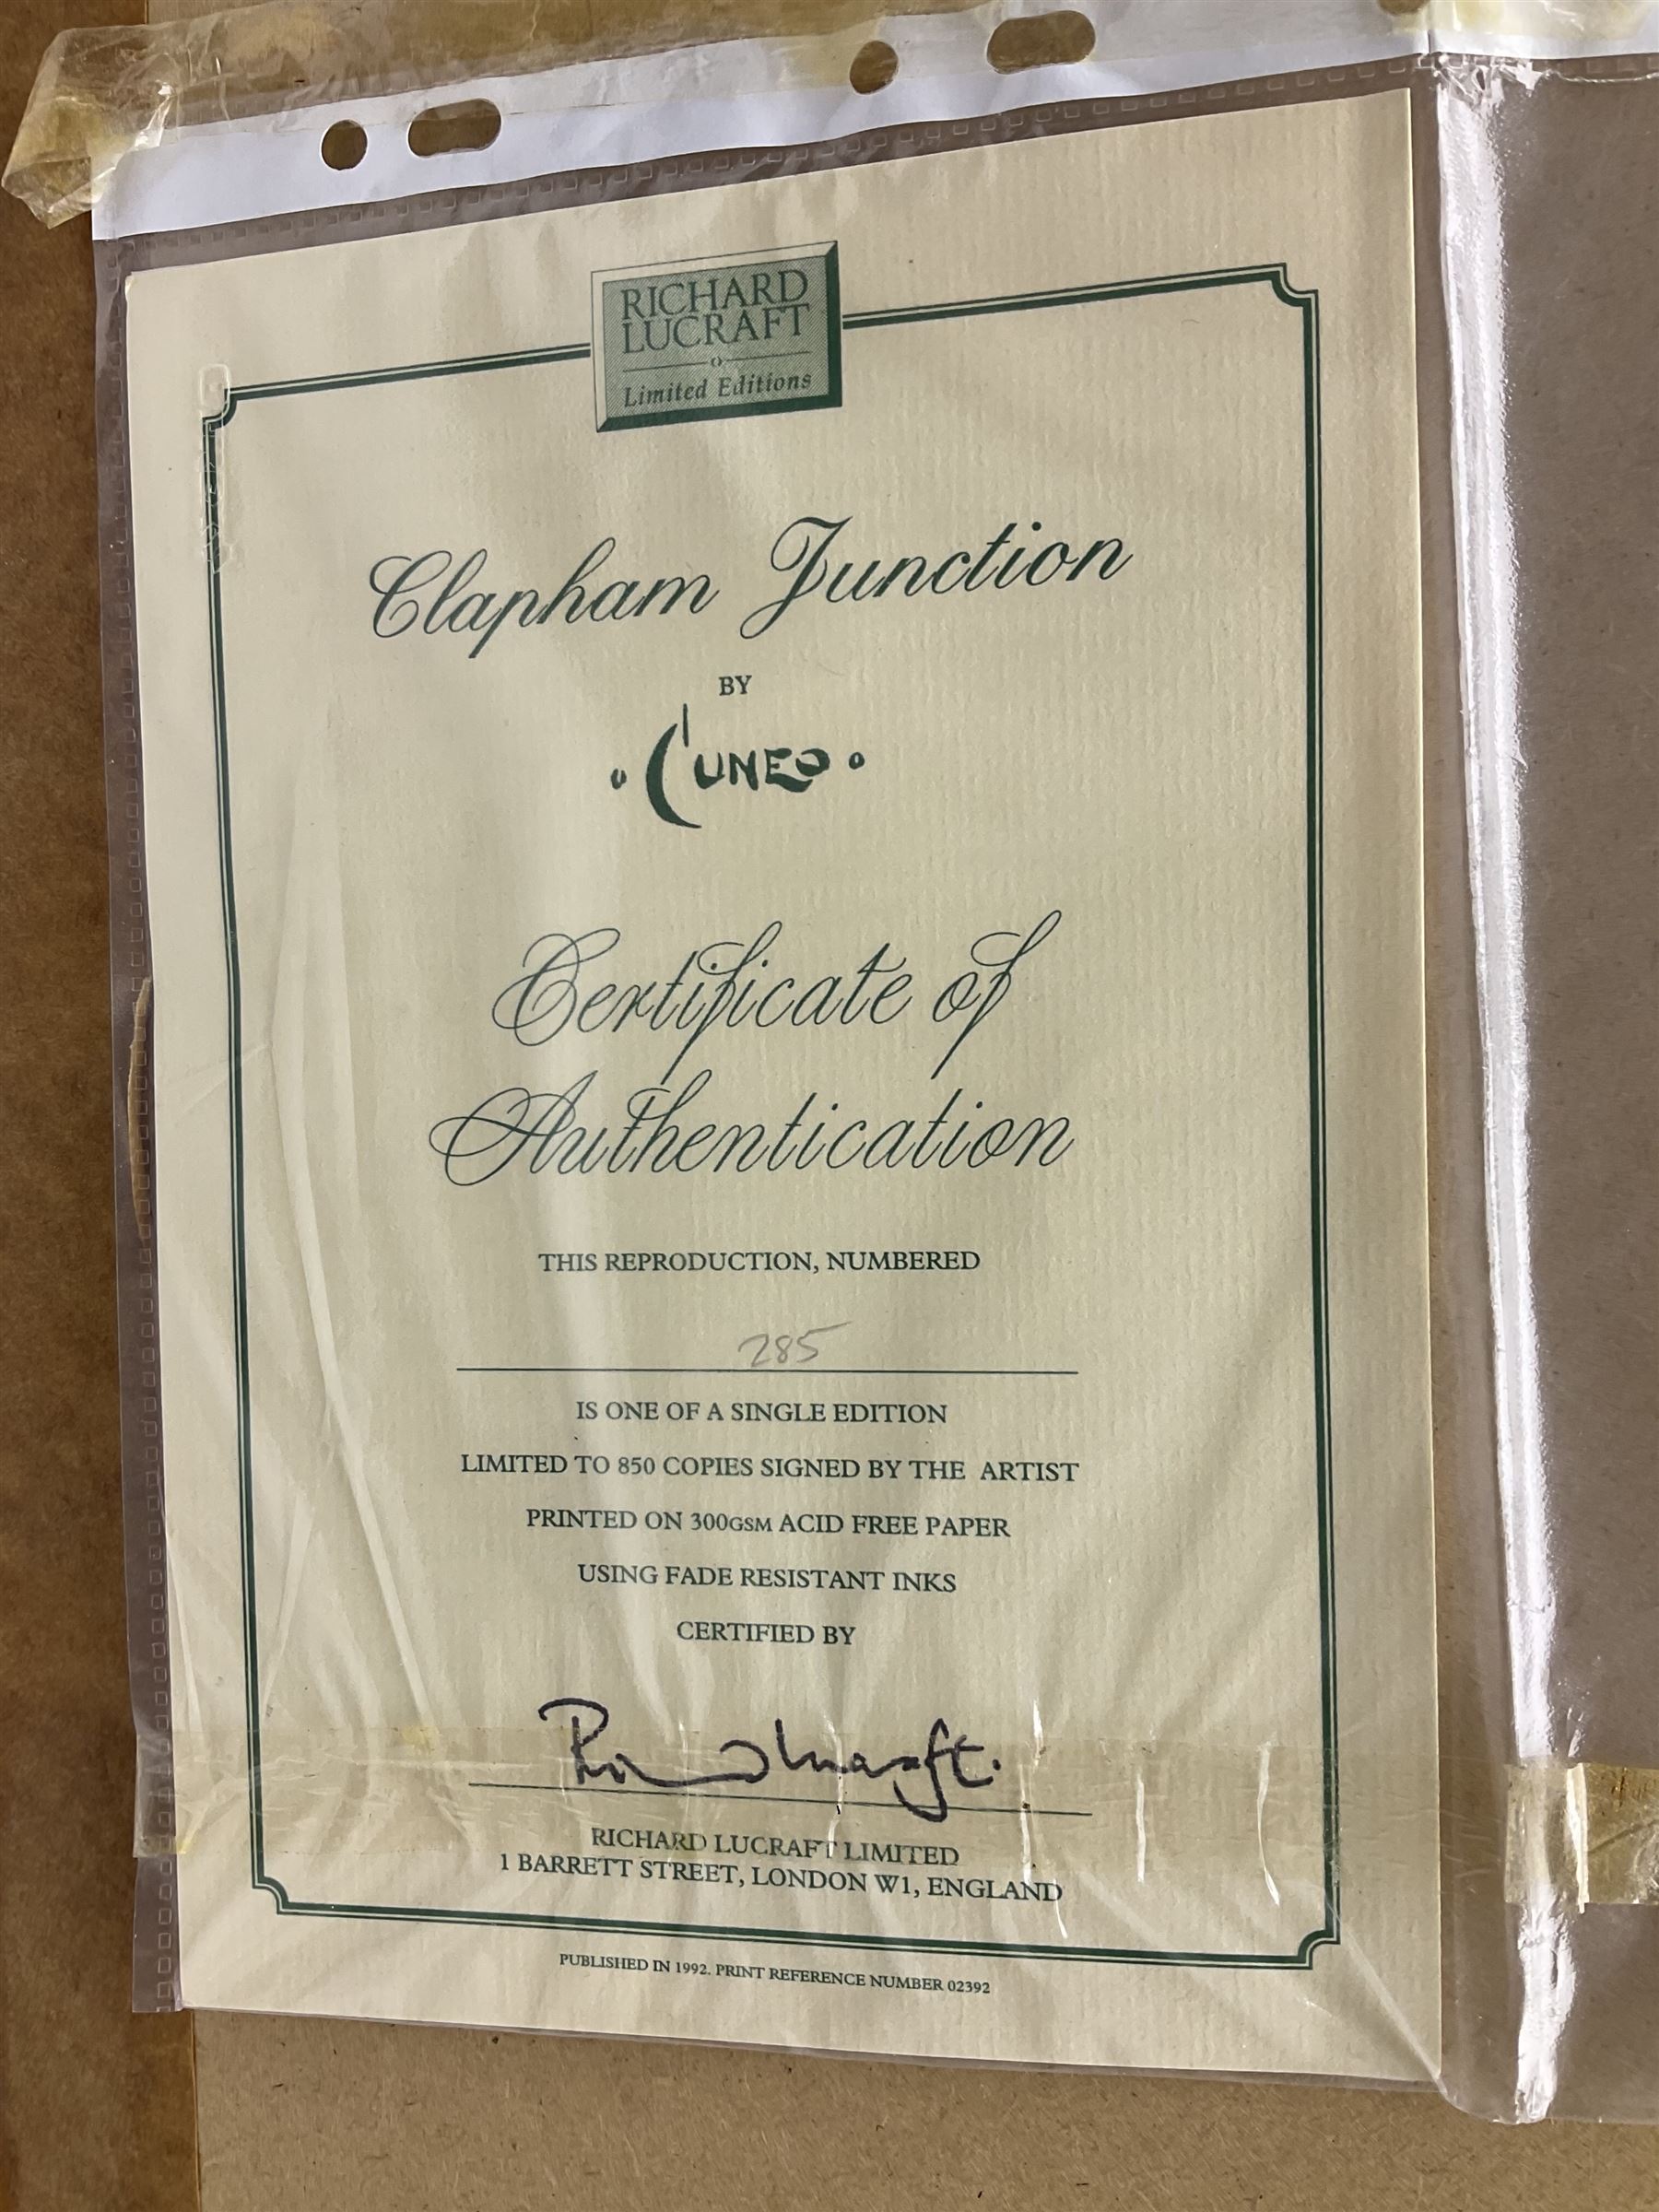 RICHARD
LUCRAFT
Limited Editions
Clapham Junction
BY
CUNEO
Certificate of
Authentication
THIS REPRODUCTION, NUMBERED
285
IS ONE OF A SINGLE EDITION
LIMITED TO 850 COPIES SIGNED BY THE ARTIST
PRINTED ON 300GSM ACID FREE PAPER
USING FADE RESISTANT INKS
CERTIFIED BY
RICHARD LUCRAFT LIMITED
1 BARRETT STREET, LONDON W1, ENGLAND
PUBLISHED IN 1992. PRINT REFERENCE NUMBER 02392